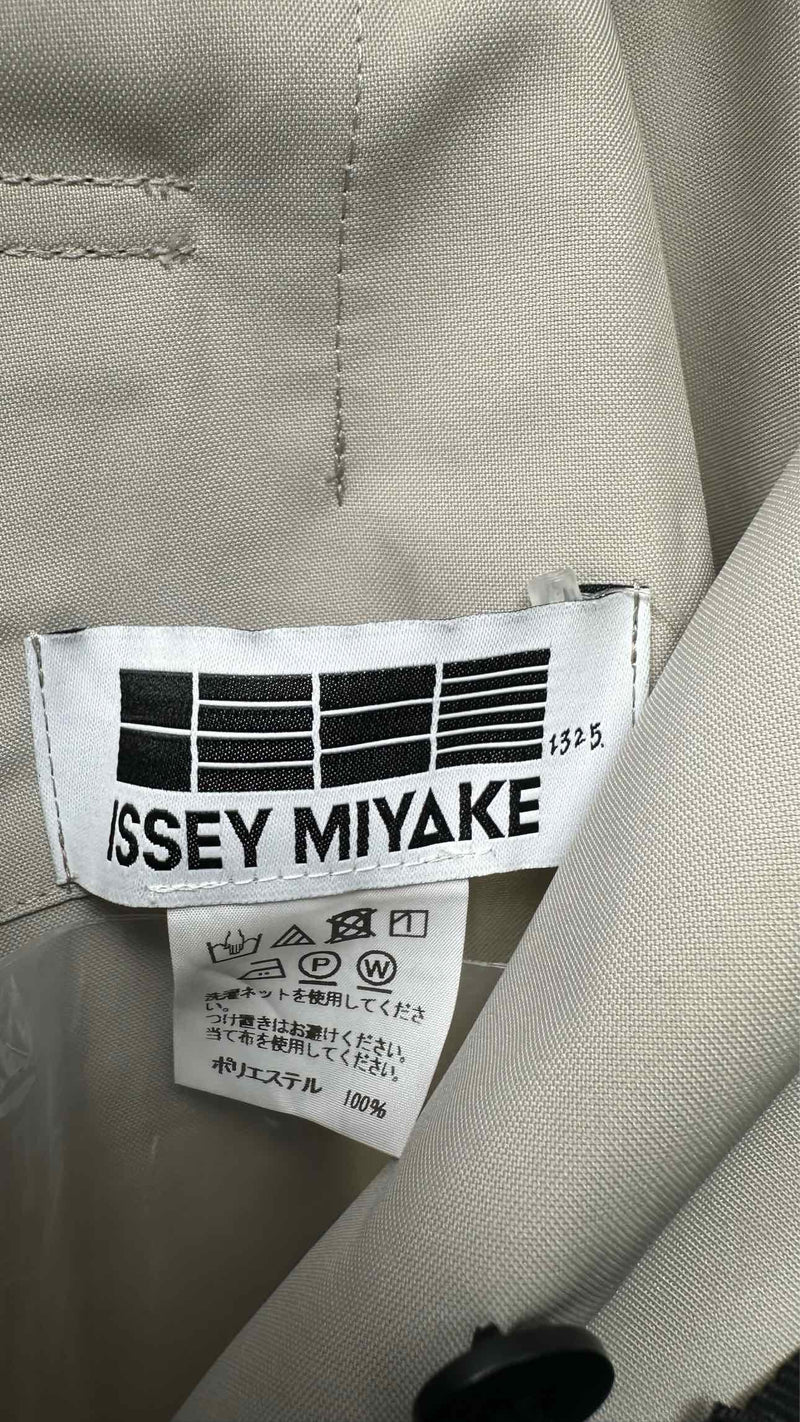 1325.
ISSEY MIYAKE
P W
洗濯ネットを使用してくださ
い。
つけ置きはお避けください。
当て布を使用してください。
ポリエステル 100%